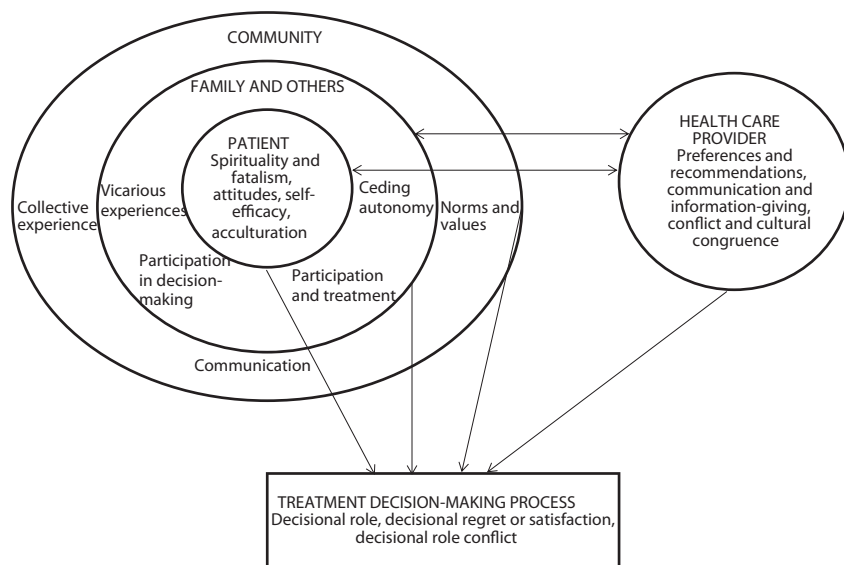 COMMUNITY
FAMILY AND OTHERS
PATIENT
Spirituality and
fatalism,
attitudes, self-
efficacy,
acculturation
Collective
experience
Vicarious
experiences
Ceding
autonomy
Norms and
values
Participation
in decision-
making
Participation
and treatment
Communication
HEALTH CARE
PROVIDER
Preferences and
recommendations,
communication and
information-giving,
conflict and cultural
congruence
TREATMENT DECISION-MAKING PROCESS
Decisional role, decisional regret or satisfaction,
decisional role conflict